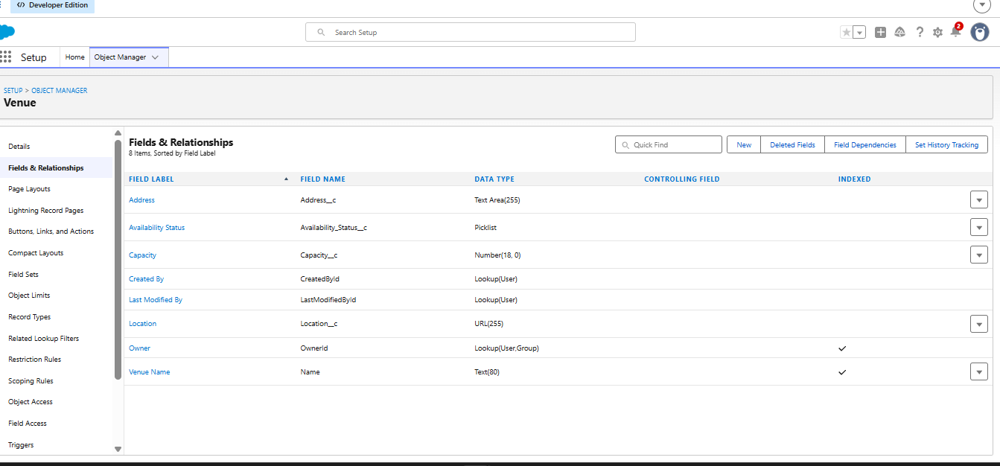 Developer Edition
Search Setup
2
Setup Home Object Manager
SETUP > OBJECT MANAGER
Venue
Details
Fields & Relationships
Page Layouts
Lightning Record Pages
Buttons, Links, and Actions
Compact Layouts
Field Sets
Object Limits
Record Types
Related Lookup Filters
Restriction Rules
Scoping Rules
Object Access
Field Access
Triggers
Fields & Relationships
8 Items, Sorted by Field Label
Quick Find New Deleted Fields Field Dependencies Set History Tracking
FIELD LABEL FIELD NAME DATA TYPE CONTROLLING FIELD INDEXED
Address Address__c Text Area(255)
Availability Status Availability_Status__c Picklist
Capacity Capacity__c Number(18, 0)
Created By CreatedById Lookup(User)
Last Modified By LastModifiedById Lookup(User)
Location Location__c URL(255)
Owner OwnerId Lookup(User,Group)
Venue Name Name Text(80)